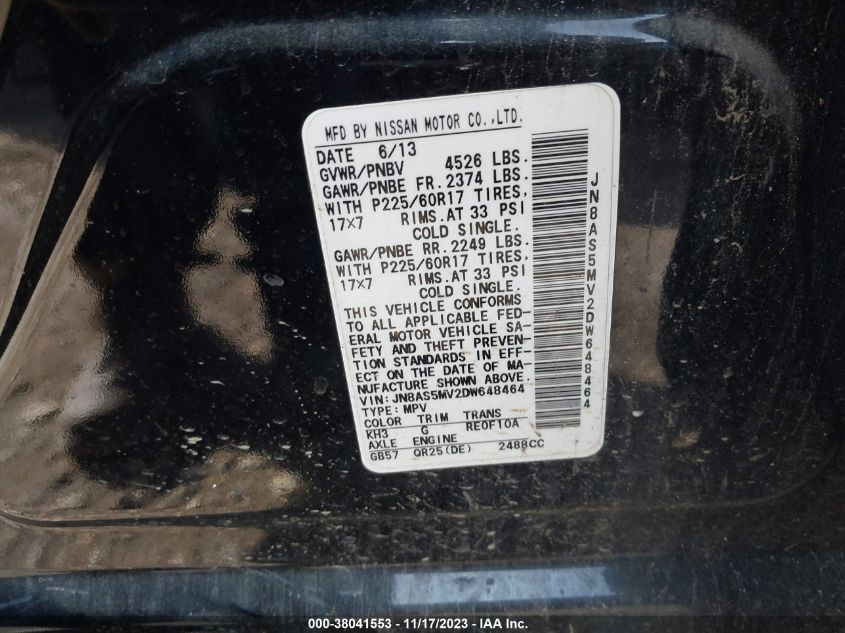 MFD BY NISSAN MOTOR CO.,LTD.
DATE 6/13
GVWR/PNBV 4526 LBS.
GAWR/PNBE FR. 2374 LBS.
WITH P225/60R17 TIRES,
17×7 RIMS.AT 33 PSI
COLD SINGLE.
GAWR/PNBE RR. 2249 LBS.
WITH P225/60R17 TIRES,
17×7 RIMS.AT 33 PSI
COLD SINGLE.
THIS VEHICLE CONFORMS
TO ALL APPLICABLE FED-
ERAL MOTOR VEHICLE SA-
FETY AND THEFT PREVEN-
TION STANDARDS IN EFF-
ECT ON THE DATE OF MA-
NUFACTURE SHOWN ABOVE.
VIN: JN8AS5MV2DW648464
TYPE: MPV
COLOR TRIM TRANS
KH3 G RE0F10A
AXLE ENGINE
GB57 QR25(DE) 2488CC
JN8AS5MV2DW648464
000-38041553 — 11/17/2023 — IAA Inc.